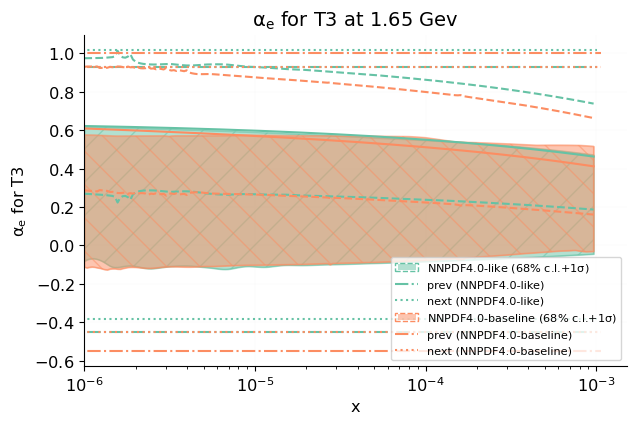 αe for T3 at 1.65 Gev
αe for T3
1.0
0.8
0.6
0.4
0.2
0.0
−0.2
−0.4
−0.6
NNPDF4.0-like (68% c.l.+1σ)
prev (NNPDF4.0-like)
next (NNPDF4.0-like)
NNPDF4.0-baseline (68% c.l.+1σ)
prev (NNPDF4.0-baseline)
next (NNPDF4.0-baseline)
10⁻⁶ 10⁻⁵ 10⁻⁴ 10⁻³
x